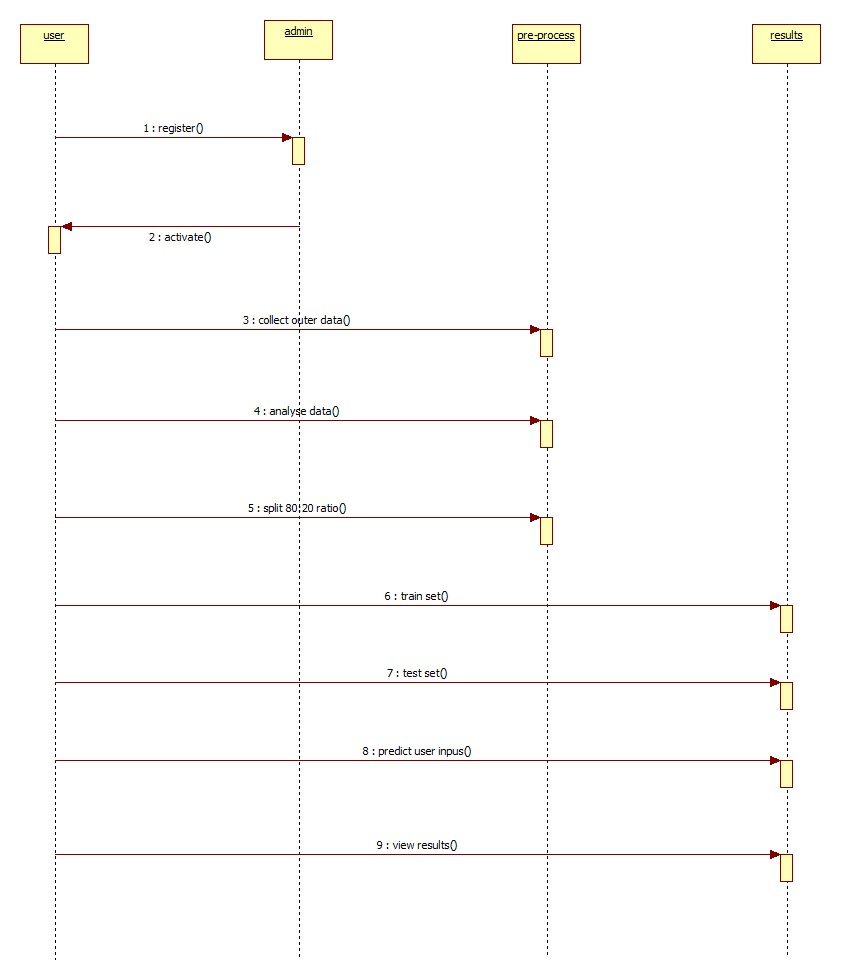 user
admin
pre-process
results
1 : register()
2 : activate()
3 : collect outer data()
4 : analyse data()
5 : split 80:20 ratio()
6 : train set()
7 : test set()
8 : predict user inpus()
9 : view results()